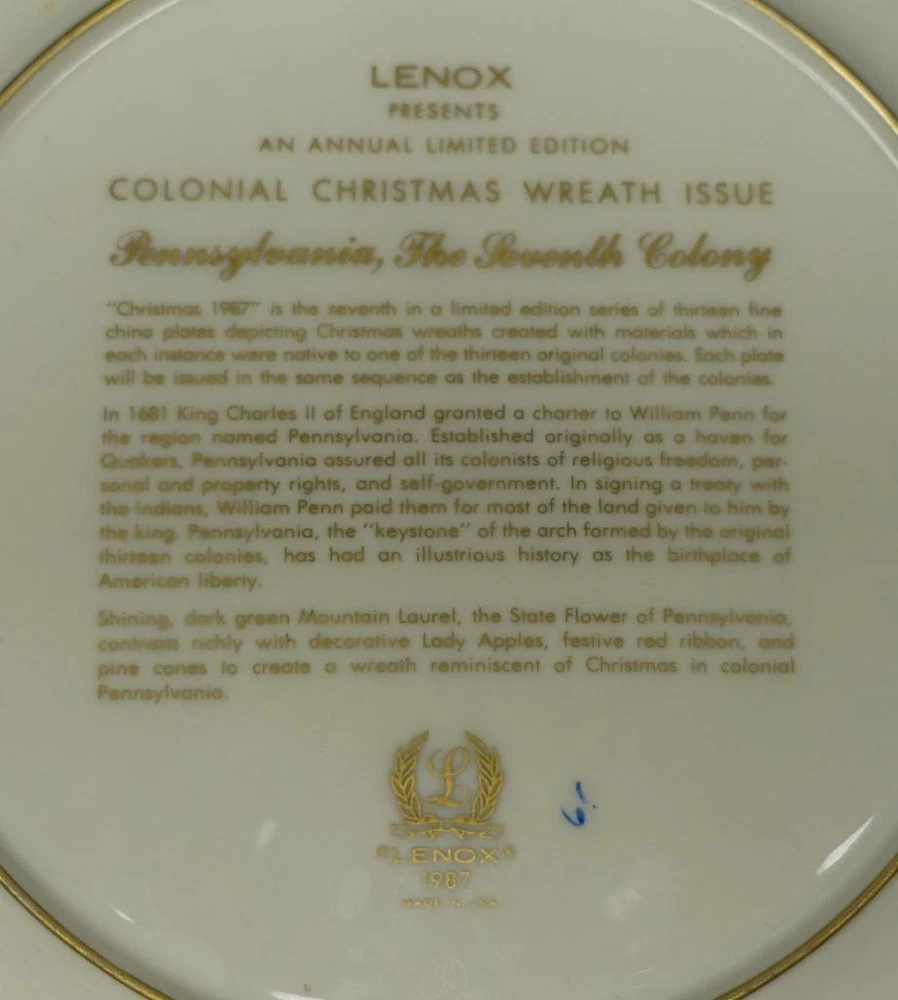 LENOX
PRESENTS
AN ANNUAL LIMITED EDITION
COLONIAL CHRISTMAS WREATH ISSUE
Pennsylvania, The Seventh Colony
"Christmas 1987" is the seventh in a limited edition series of thirteen fine
china plates depicting Christmas wreaths created with materials which in
each instance were native to one of the thirteen original colonies. Each plate
will be issued in the same sequence as the establishment of the colonies.
In 1681 King Charles II of England granted a charter to William Penn for
the region named Pennsylvania. Established originally as a haven for
Quakers, Pennsylvania assured all its colonists of religious freedom, per-
sonal and property rights, and self-government. In signing a treaty with
the Indians, William Penn paid them for most of the land given to him by
the king. Pennsylvania, the "keystone" of the arch formed by the original
thirteen colonies, has had an illustrious history as the birthplace of
American liberty.
Shining, dark green Mountain Laurel, the State Flower of Pennsylvania,
contrasts richly with decorative Lady Apples, festive red ribbon, and
pine cones to create a wreath reminiscent of Christmas in colonial
Pennsylvania.
L
©LENOX®
1987
MADE IN USA